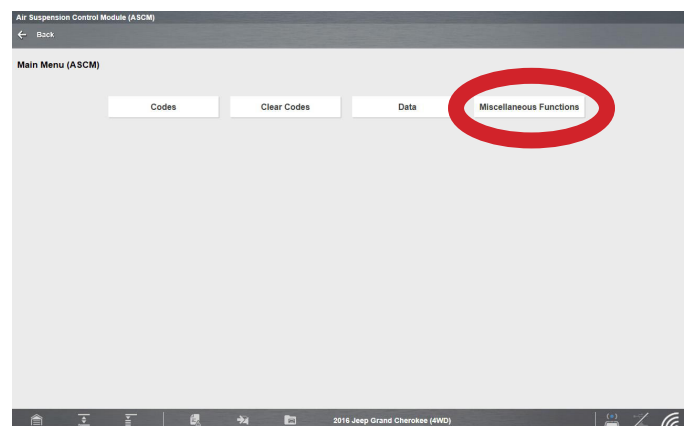 Air Suspension Control Module (ASCM)
Back
Main Menu (ASCM)
Codes Clear Codes Data Miscellaneous Functions
2016 Jeep Grand Cherokee (4WD)